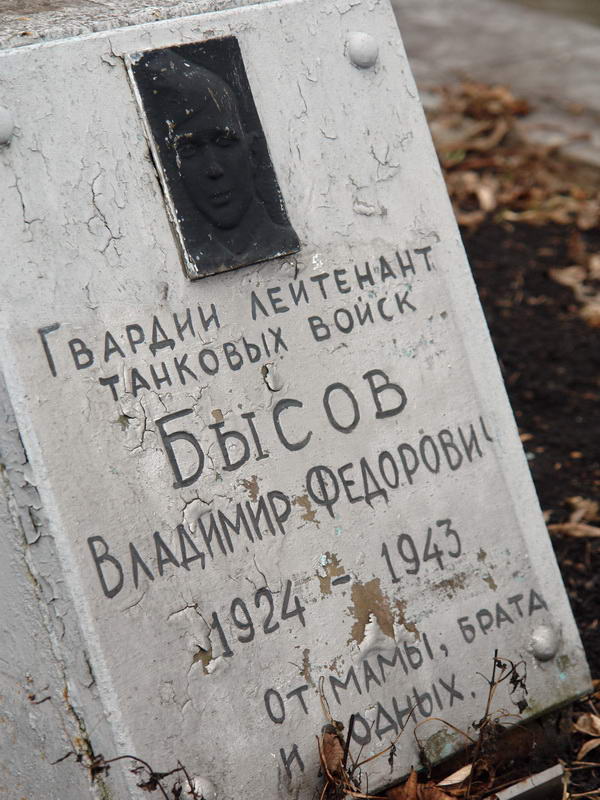 Гвардии лейтенант
танковых войск
Бысов
Владимир Федорович
1924 - 1943
От мамы, брата
и родных.